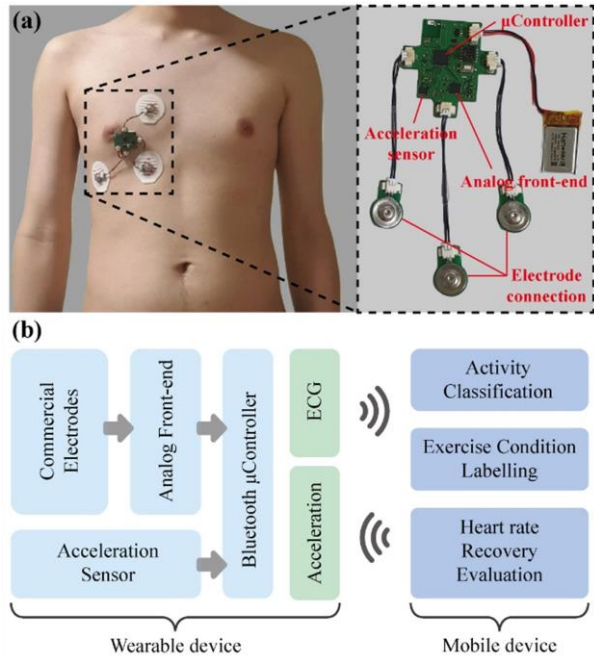 (a)
μController
Acceleration
sensor
Analog front-end
Electrode
connection
(b)
Commercial
Electrodes
Analog Front-end
Bluetooth μController
ECG
Acceleration
Acceleration
Sensor
Activity
Classification
Exercise Condition
Labelling
Heart rate
Recovery
Evaluation
Wearable device
Mobile device